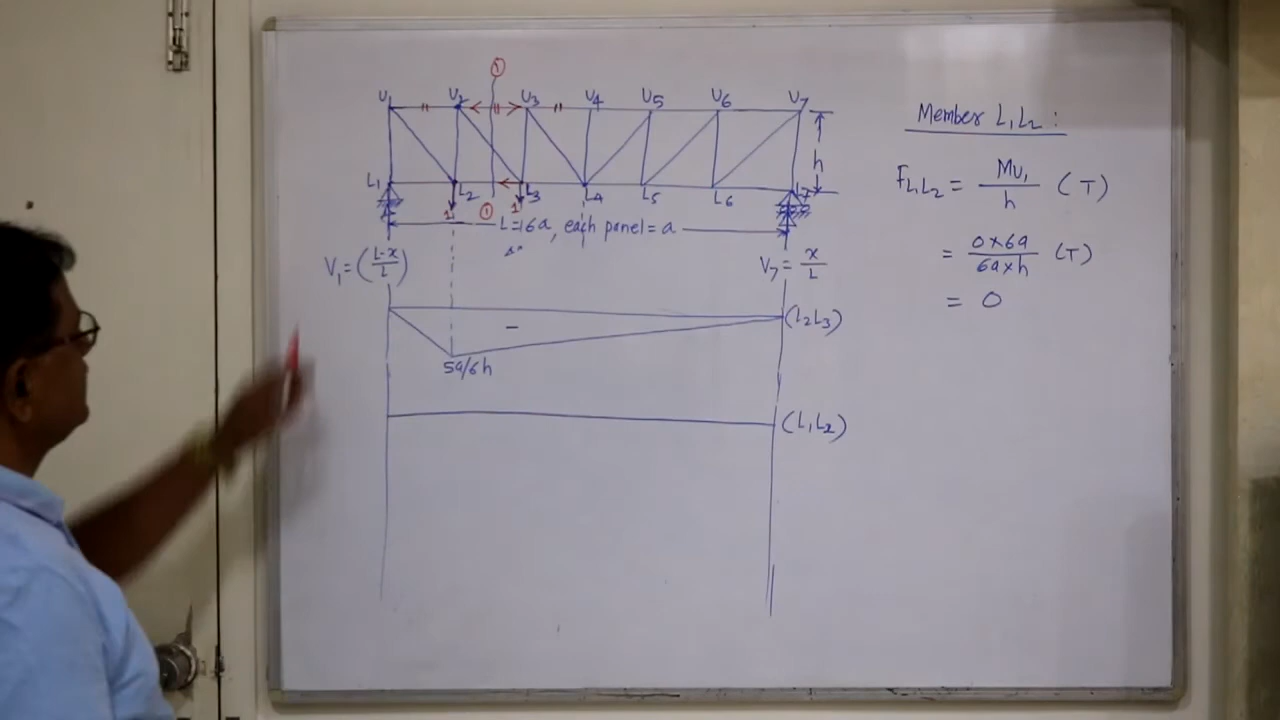 ①
U₁ U₂ U₃ U₄ U₅ U₆ U₇
h
L₁ L₂ L₃ L₄ L₅ L₆ L₇
1 ① 1
L=16a, each panel = a
V₁ = (L-x/L)
V₇ = x/L
(L₂L₃)
-
5a/6h
(L₁L₂)
Member L₁L₂ :
FL₁L₂ = MU₁/h (T)
= 0×6a/6a×h (T)
= 0